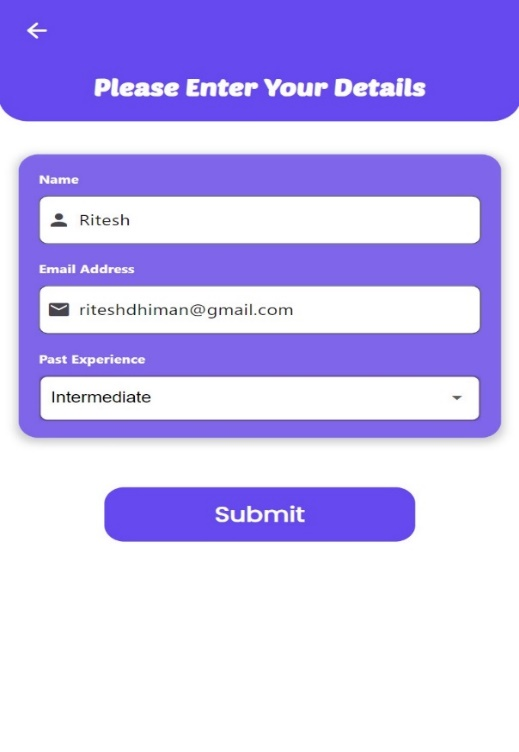 Please Enter Your Details
Name
Ritesh
Email Address
riteshdhiman@gmail.com
Past Experience
Intermediate
Submit